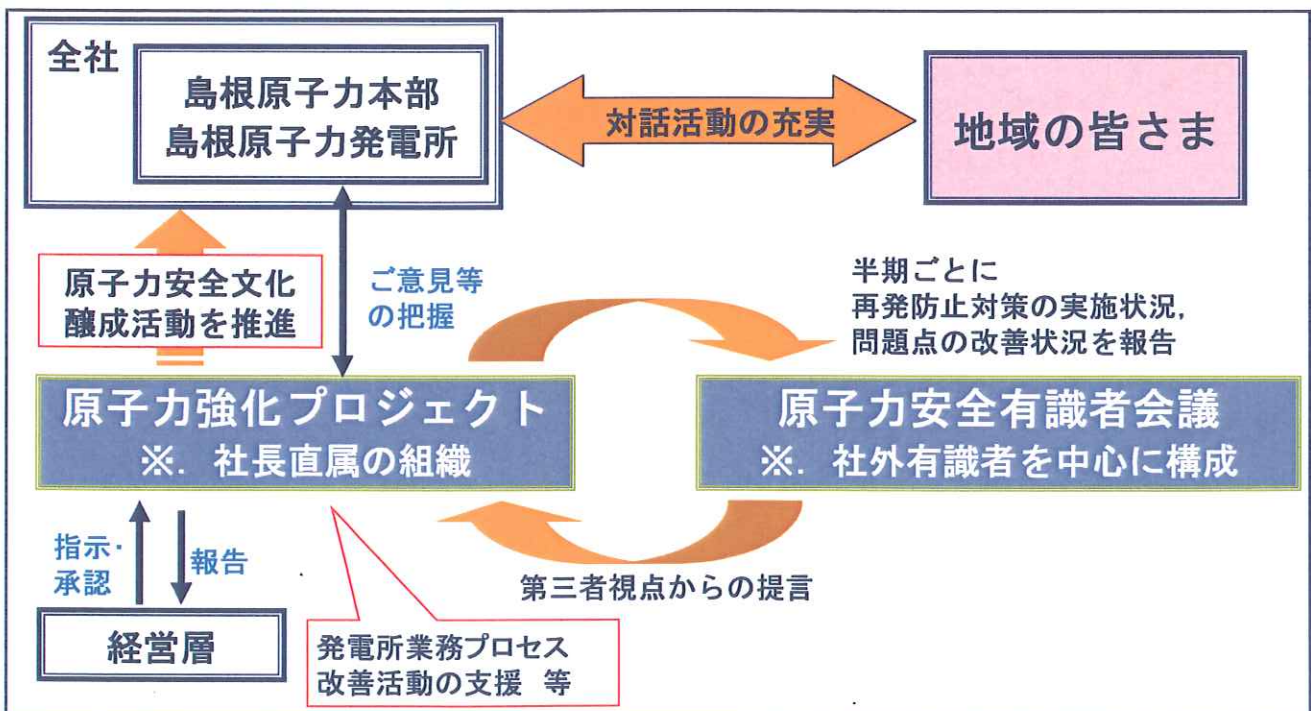 全社
島根原子力本部
島根原子力発電所
対話活動の充実
地域の皆さま
原子力安全文化
醸成活動を推進
ご意見等
の把握
半期ごとに
再発防止対策の実施状況,
問題点の改善状況を報告
原子力強化プロジェクト
※. 社長直属の組織
原子力安全有識者会議
※. 社外有識者を中心に構成
指示・
承認
報告
第三者視点からの提言
経営層
発電所業務プロセス
改善活動の支援 等